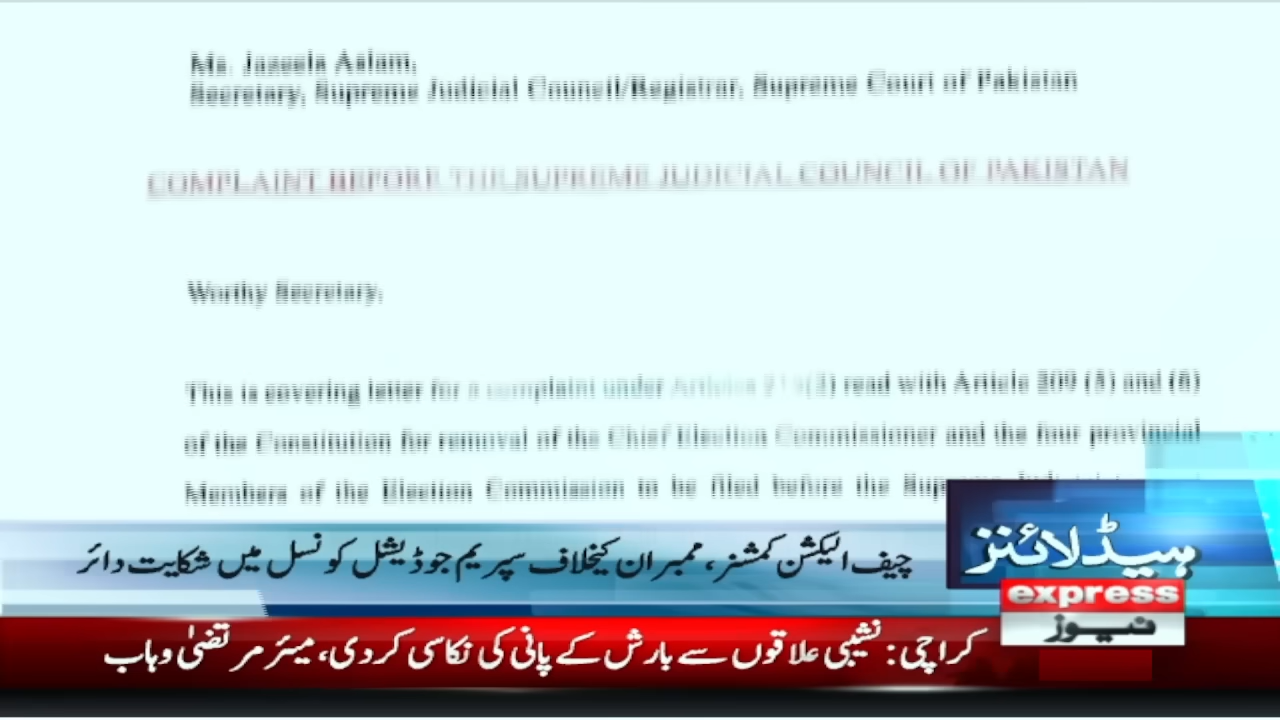 Ms. Jazeela Aslam,
Secretary, Supreme Judicial Council/Registrar, Supreme Court of Pakistan
COMPLAINT BEFORE THE SUPREME JUDICIAL COUNCIL OF PAKISTAN
Worthy Secretary,
This is covering letter for a complaint under Articles (3) read with Article 209 (5) and (6)
of the Constitution for removal of the Chief Election Commissioner and the four provincial
Members of the Election Commission to be filed before the
ہیڈلائنز
چیف الیکشن کمشنر، ممبران کیخلاف سپریم جوڈیشل کونسل میں شکایت دائر
express
نیوز
کراچی: نشیبی علاقوں سے بارش کے پانی کی نکاسی کردی، میئر مرتضیٰ وہاب